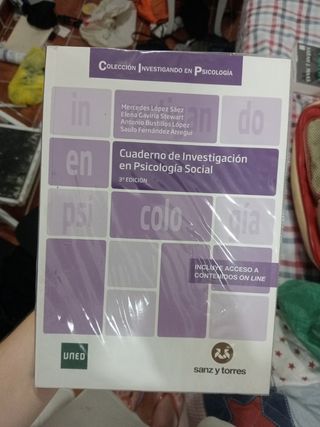 COLECCIÓN INVESTIGANDO EN PSICOLOGÍA
in
do
Mercedes López Sáez
Elena Gaviria Stewart
Antonio Bustillos López
Saulo Fernández Arregui
en
Cuaderno de Investigación
en Psicología Social
3ª EDICIÓN
psi
colo
gía
INCLUYE ACCESO A
CONTENIDOS ON LINE
UNED
sanz y torres